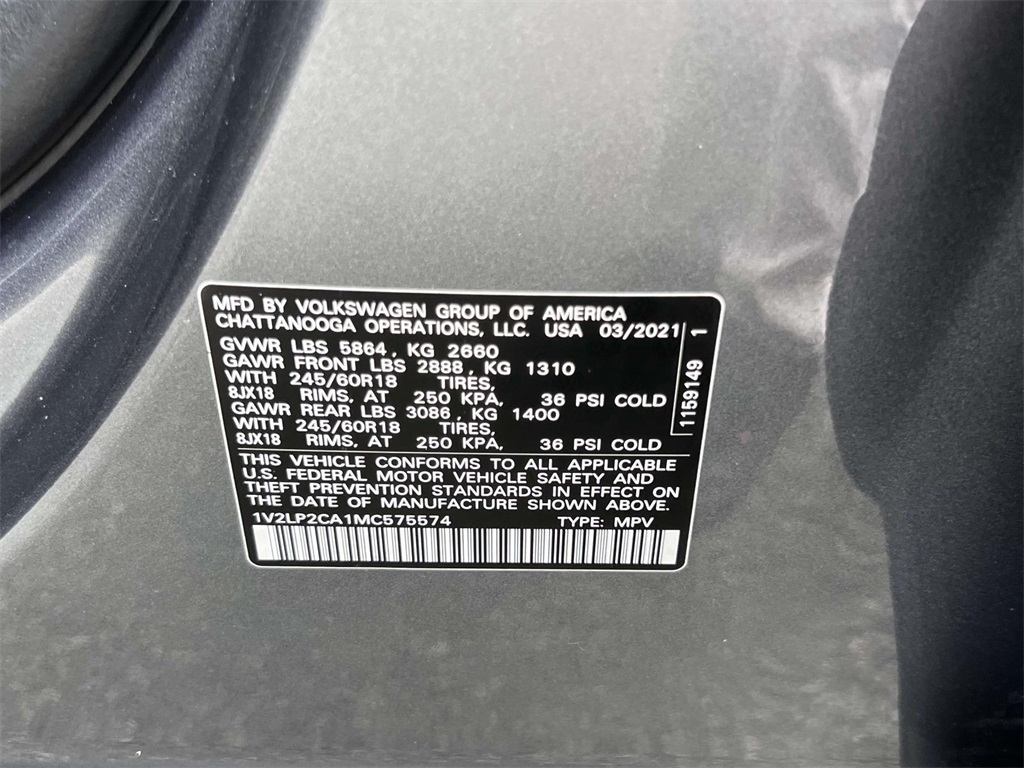 MFD BY VOLKSWAGEN GROUP OF AMERICA
CHATTANOOGA OPERATIONS, LLC. USA 03/2021
GVWR LBS 5864, KG 2660
GAWR FRONT LBS 2888, KG 1310
WITH 245/60R18 TIRES,
8JX18 RIMS, AT 250 KPA, 36 PSI COLD
GAWR REAR LBS 3086, KG 1400
WITH 245/60R18 TIRES,
8JX18 RIMS, AT 250 KPA, 36 PSI COLD
THIS VEHICLE CONFORMS TO ALL APPLICABLE
U.S. FEDERAL MOTOR VEHICLE SAFETY AND
THEFT PREVENTION STANDARDS IN EFFECT ON
THE DATE OF MANUFACTURE SHOWN ABOVE.
1V2LP2CA1MC575574 TYPE: MPV
1159149 1